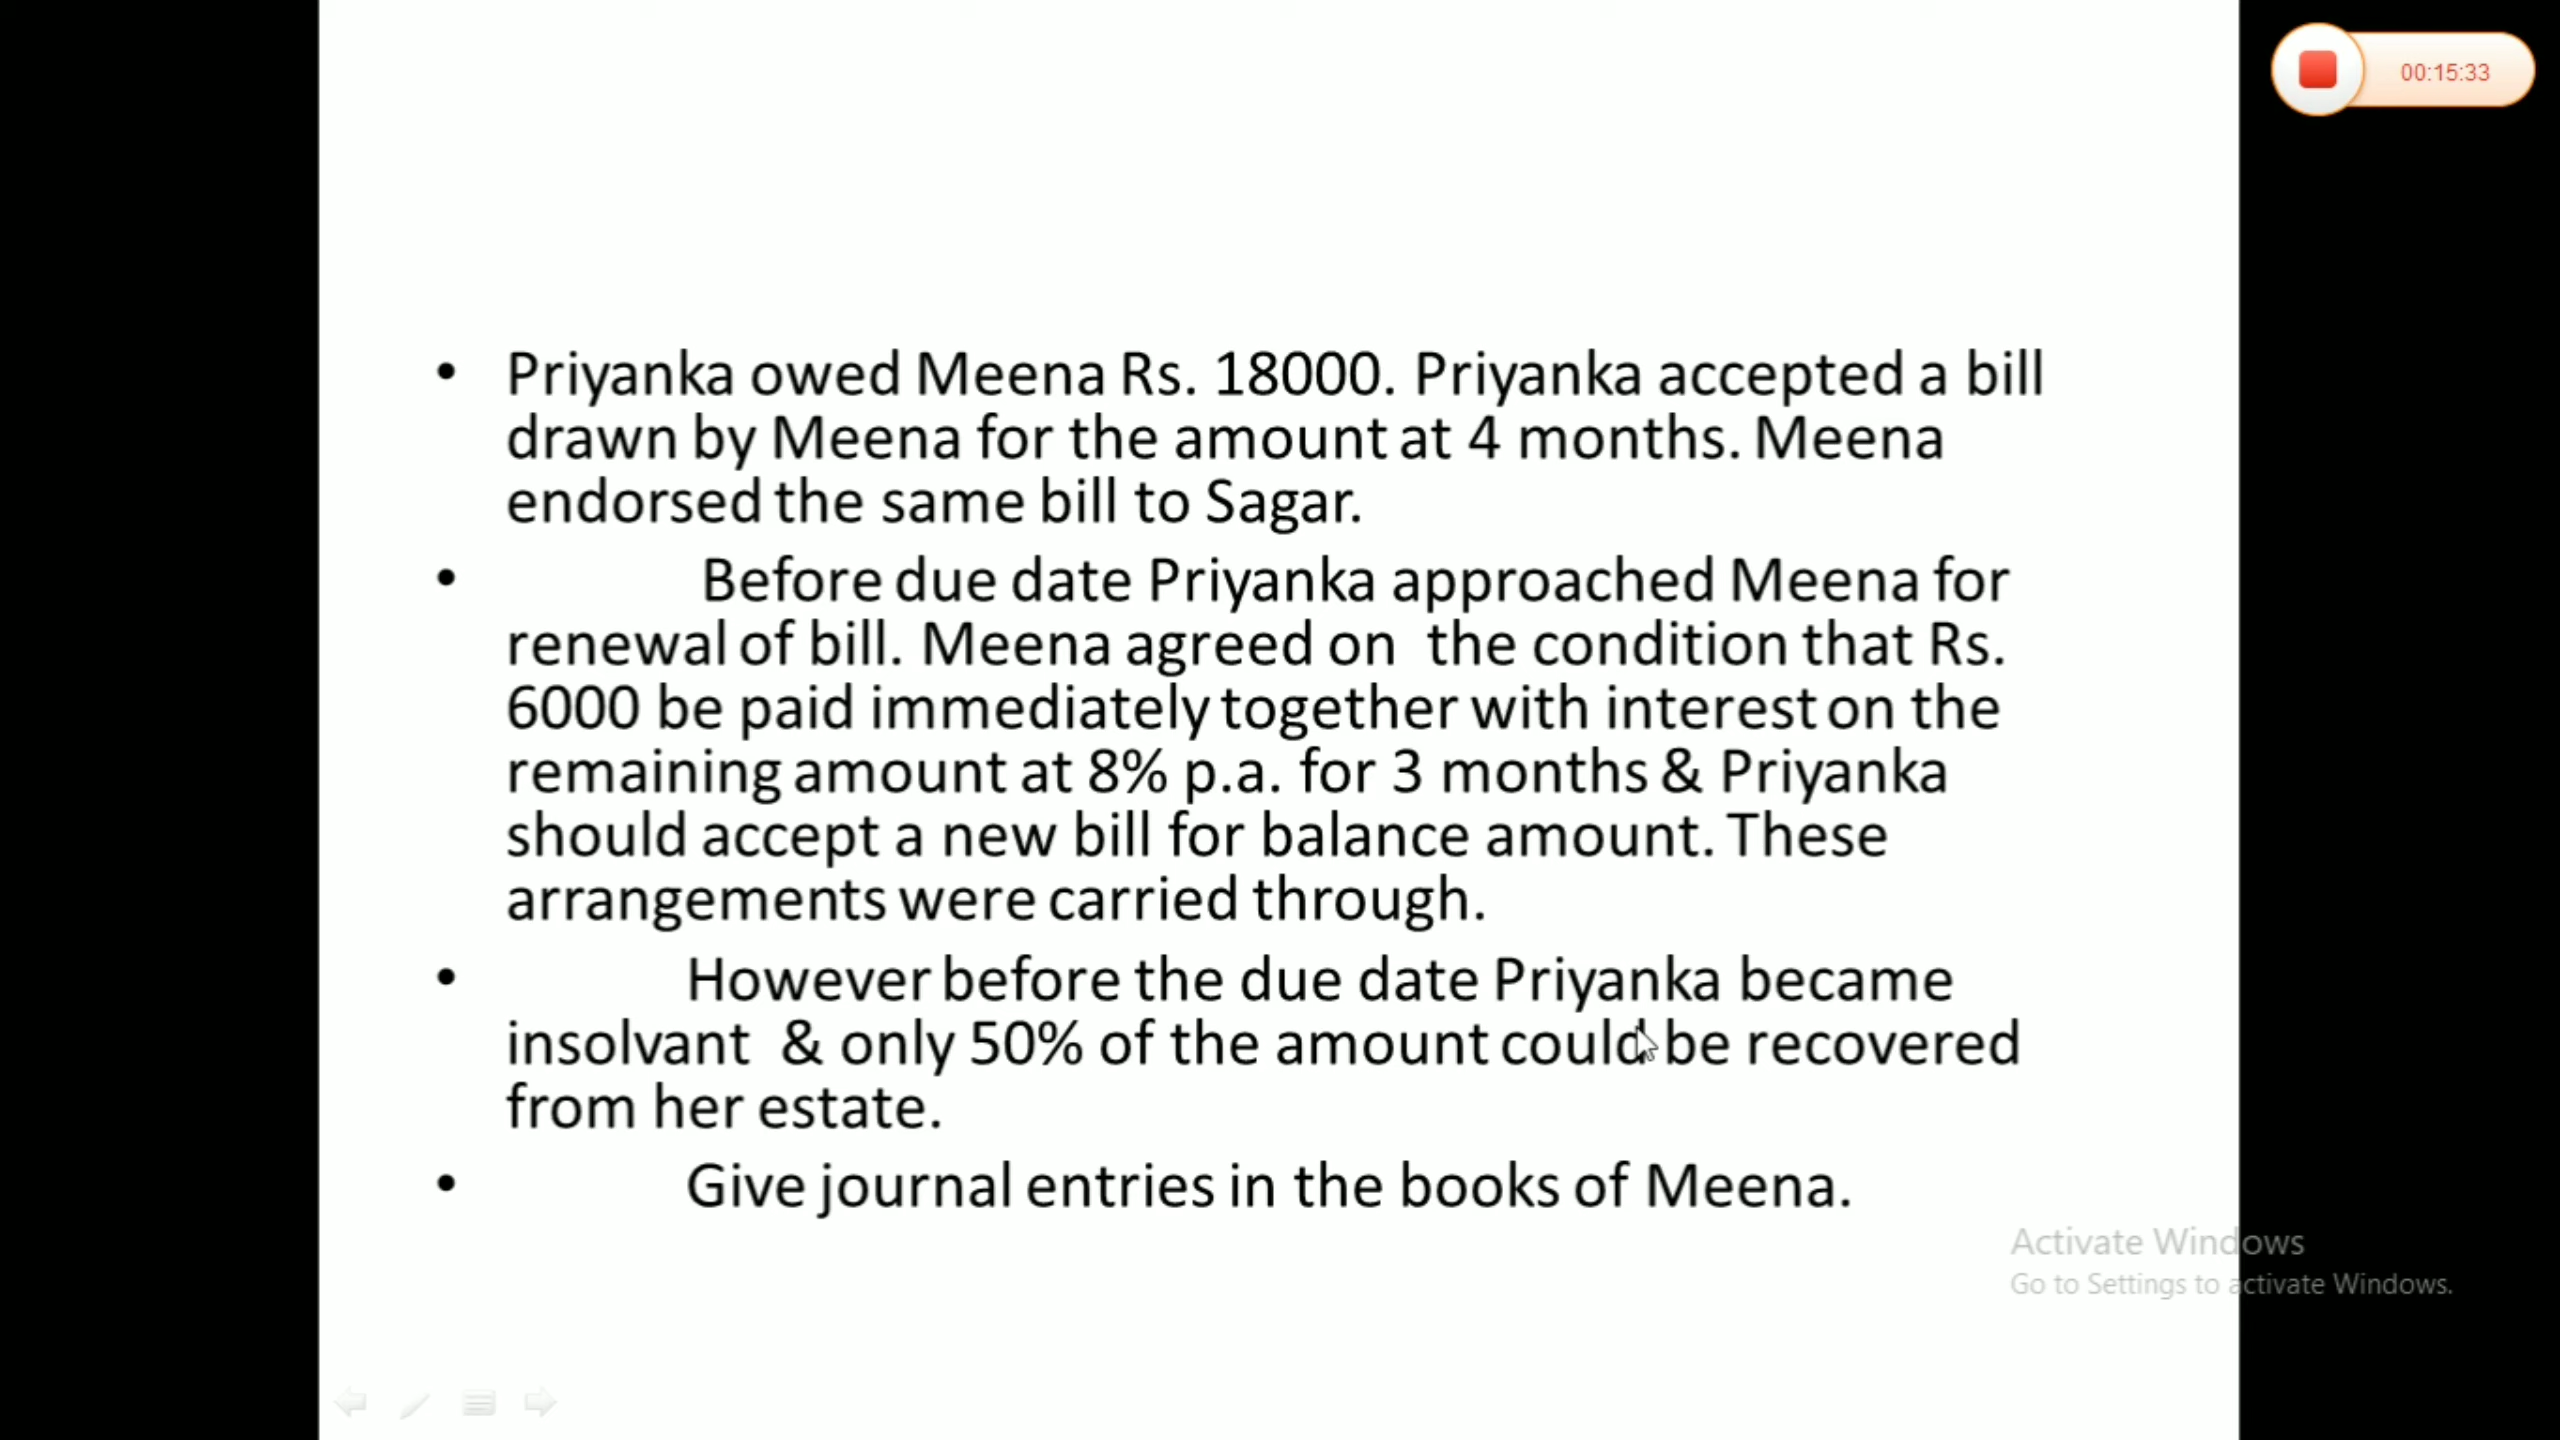 00:15:33
• Priyanka owed Meena Rs. 18000. Priyanka accepted a bill
drawn by Meena for the amount at 4 months. Meena
endorsed the same bill to Sagar.
• Before due date Priyanka approached Meena for
renewal of bill. Meena agreed on the condition that Rs.
6000 be paid immediately together with interest on the
remaining amount at 8% p.a. for 3 months & Priyanka
should accept a new bill for balance amount. These
arrangements were carried through.
• However before the due date Priyanka became
insolvant & only 50% of the amount could be recovered
from her estate.
• Give journal entries in the books of Meena.
Activate Windows
Go to Settings to activate Windows.